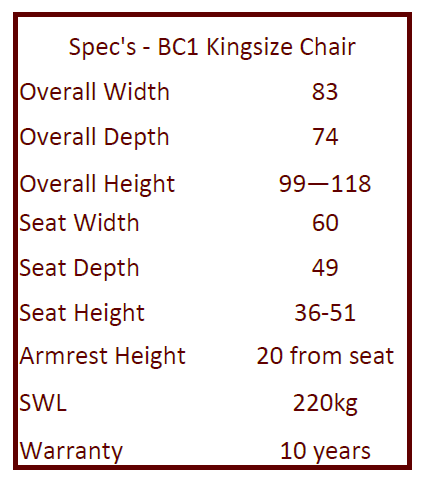 Spec's - BC1 Kingsize Chair
Overall Width 83
Overall Depth 74
Overall Height 99—118
Seat Width 60
Seat Depth 49
Seat Height 36-51
Armrest Height 20 from seat
SWL 220kg
Warranty 10 years